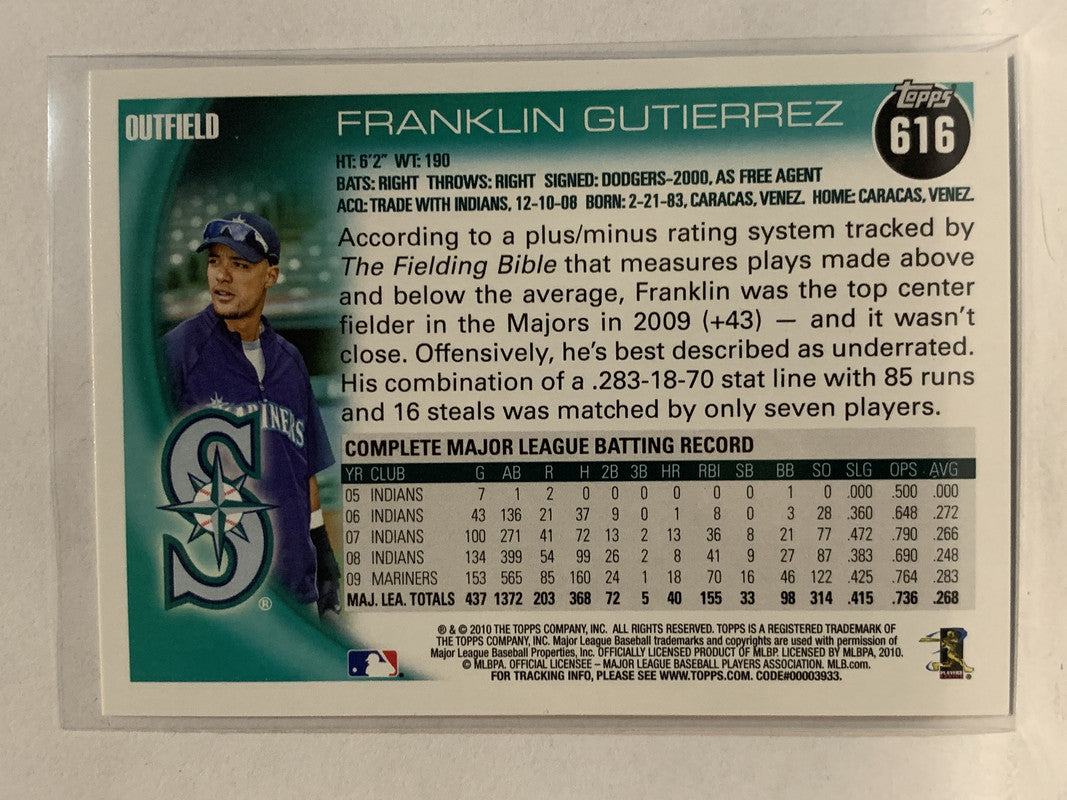 OUTFIELD
FRANKLIN GUTIERREZ
Topps
616
HT: 6'2" WT: 190
BATS: RIGHT THROWS: RIGHT SIGNED: DODGERS-2000, AS FREE AGENT
ACQ: TRADE WITH INDIANS, 12-10-08 BORN: 2-21-83, CARACAS, VENEZ. HOME: CARACAS, VENEZ.
According to a plus/minus rating system tracked by
The Fielding Bible that measures plays made above
and below the average, Franklin was the top center
fielder in the Majors in 2009 (+43) — and it wasn't
close. Offensively, he's best described as underrated.
His combination of a .283-18-70 stat line with 85 runs
and 16 steals was matched by only seven players.
MARINERS
S
®
COMPLETE MAJOR LEAGUE BATTING RECORD
YR CLUB G AB R H 2B 3B HR RBI SB BB SO SLG OPS AVG
05 INDIANS 7 1 2 0 0 0 0 0 0 1 0 .000 .500 .000
06 INDIANS 43 136 21 37 9 0 1 8 0 3 28 .360 .648 .272
07 INDIANS 100 271 41 72 13 2 13 36 8 21 77 .472 .790 .266
08 INDIANS 134 399 54 99 26 2 8 41 9 27 87 .383 .690 .248
09 MARINERS 153 565 85 160 24 1 18 70 16 46 122 .425 .764 .283
MAJ. LEA. TOTALS 437 1372 203 368 72 5 40 155 33 98 314 .415 .736 .268
® & © 2010 THE TOPPS COMPANY, INC. ALL RIGHTS RESERVED. TOPPS IS A REGISTERED TRADEMARK OF
THE TOPPS COMPANY, INC. Major League Baseball trademarks and copyrights are used with permission of
Major League Baseball Properties, Inc. OFFICIALLY LICENSED PRODUCT OF MLBP. LICENSED BY MLBPA, 2010.
© MLBPA. OFFICIAL LICENSEE – MAJOR LEAGUE BASEBALL PLAYERS ASSOCIATION. MLB.com.
FOR TRACKING INFO, PLEASE SEE WWW.TOPPS.COM. CODE#00003933.